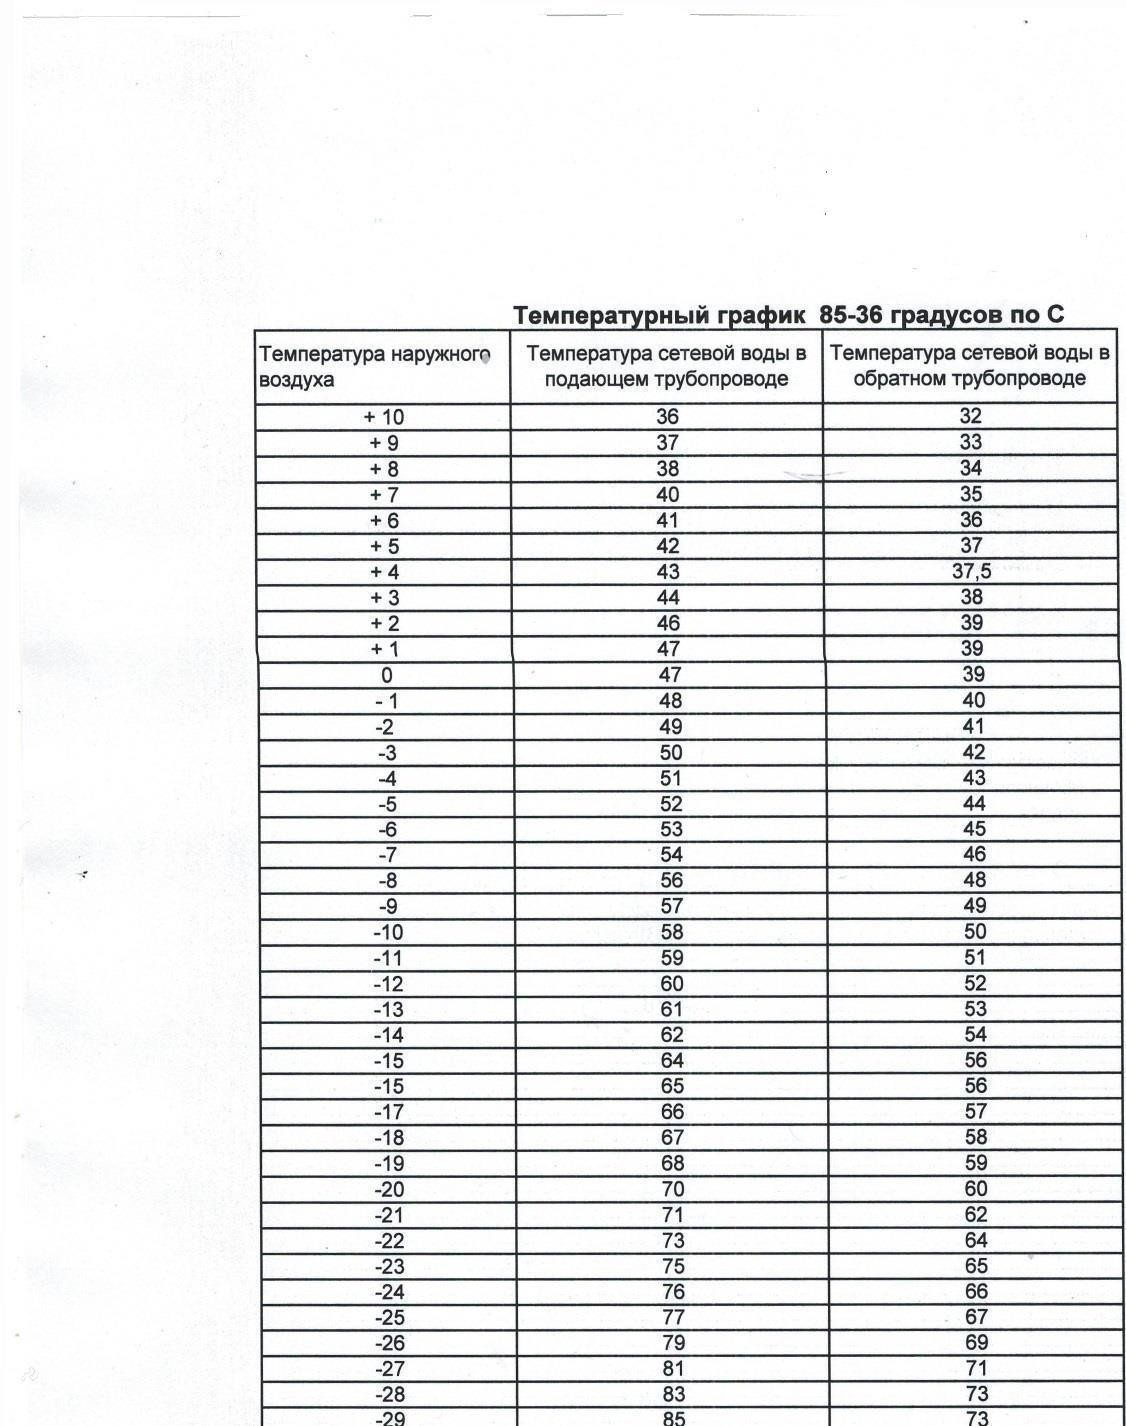 Температурный график 85-36 градусов по С
Температура наружного воздуха Температура сетевой воды в подающем трубопроводе Температура сетевой воды в обратном трубопроводе
+ 10 36 32
+ 9 37 33
+ 8 38 34
+ 7 40 35
+ 6 41 36
+ 5 42 37
+ 4 43 37,5
+ 3 44 38
+ 2 46 39
+ 1 47 39
0 47 39
- 1 48 40
-2 49 41
-3 50 42
-4 51 43
-5 52 44
-6 53 45
-7 54 46
-8 56 48
-9 57 49
-10 58 50
-11 59 51
-12 60 52
-13 61 53
-14 62 54
-15 64 56
-15 65 56
-17 66 57
-18 67 58
-19 68 59
-20 70 60
-21 71 62
-22 73 64
-23 75 65
-24 76 66
-25 77 67
-26 79 69
-27 81 71
-28 83 73
-29 85 73